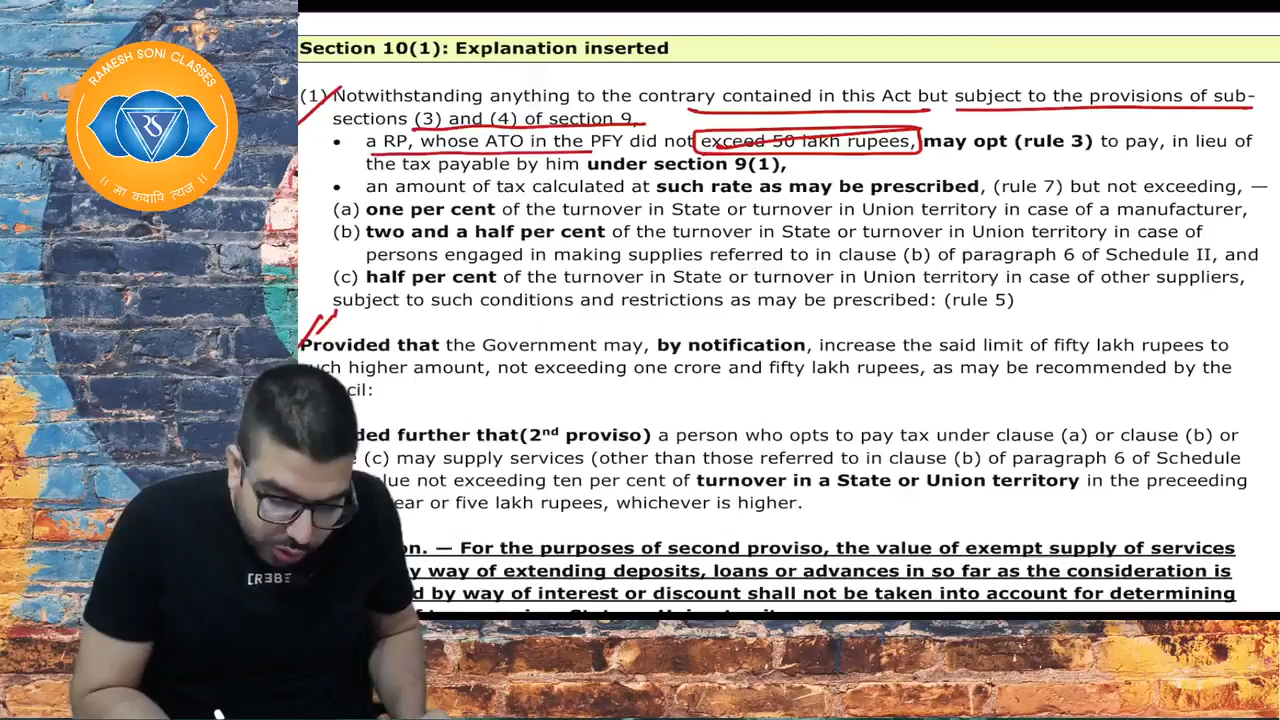 RAMESH SONI CLASSES
॥ मा कदापि त्यज ॥
Section 10(1): Explanation inserted
(1) Notwithstanding anything to the contrary contained in this Act but subject to the provisions of sub-
sections (3) and (4) of section 9,
• a RP, whose ATO in the PFY did not exceed 50 lakh rupees, may opt (rule 3) to pay, in lieu of
the tax payable by him under section 9(1),
• an amount of tax calculated at such rate as may be prescribed, (rule 7) but not exceeding, —
(a) one per cent of the turnover in State or turnover in Union territory in case of a manufacturer,
(b) two and a half per cent of the turnover in State or turnover in Union territory in case of
persons engaged in making supplies referred to in clause (b) of paragraph 6 of Schedule II, and
(c) half per cent of the turnover in State or turnover in Union territory in case of other suppliers,
subject to such conditions and restrictions as may be prescribed: (rule 5)
Provided that the Government may, by notification, increase the said limit of fifty lakh rupees to
such higher amount, not exceeding one crore and fifty lakh rupees, as may be recommended by the
cil:
ded further that(2nd proviso) a person who opts to pay tax under clause (a) or clause (b) or
(c) may supply services (other than those referred to in clause (b) of paragraph 6 of Schedule
alue not exceeding ten per cent of turnover in a State or Union territory in the preceeding
ear or five lakh rupees, whichever is higher.
on. — For the purposes of second proviso, the value of exempt supply of services
y way of extending deposits, loans or advances in so far as the consideration is
d by way of interest or discount shall not be taken into account for determining
CREBE